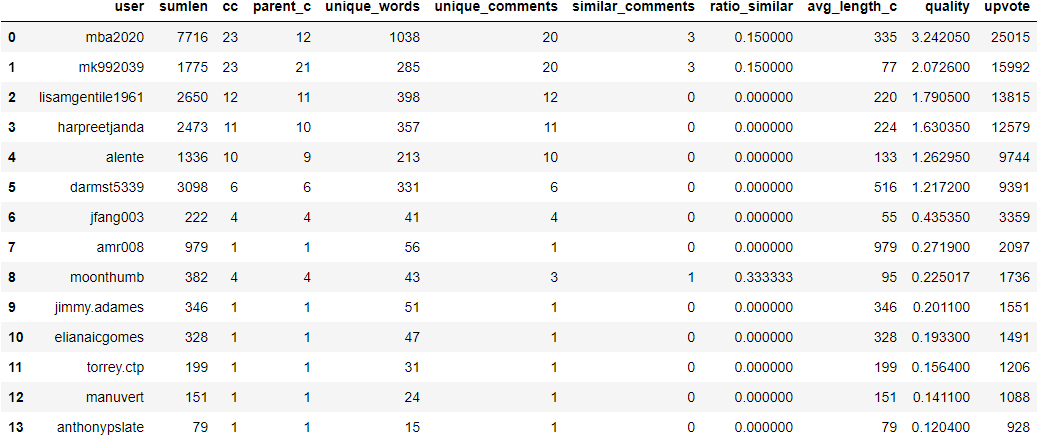 user sumlen cc parent_c unique_words unique_comments similar_comments ratio_similar avg_length_c quality upvote
0 mba2020 7716 23 12 1038 20 3 0.150000 335 3.242050 25015
1 mk992039 1775 23 21 285 20 3 0.150000 77 2.072600 15992
2 lisamgentile1961 2650 12 11 398 12 0 0.000000 220 1.790500 13815
3 harpreetjanda 2473 11 10 357 11 0 0.000000 224 1.630350 12579
4 alente 1336 10 9 213 10 0 0.000000 133 1.262950 9744
5 darmst5339 3098 6 6 331 6 0 0.000000 516 1.217200 9391
6 jfang003 222 4 4 41 4 0 0.000000 55 0.435350 3359
7 amr008 979 1 1 56 1 0 0.000000 979 0.271900 2097
8 moonthumb 382 4 4 43 3 1 0.333333 95 0.225017 1736
9 jimmy.adames 346 1 1 51 1 0 0.000000 346 0.201100 1551
10 elianaicgomes 328 1 1 47 1 0 0.000000 328 0.193300 1491
11 torrey.ctp 199 1 1 31 1 0 0.000000 199 0.156400 1206
12 manuvert 151 1 1 24 1 0 0.000000 151 0.141100 1088
13 anthonypslate 79 1 1 15 1 0 0.000000 79 0.120400 928